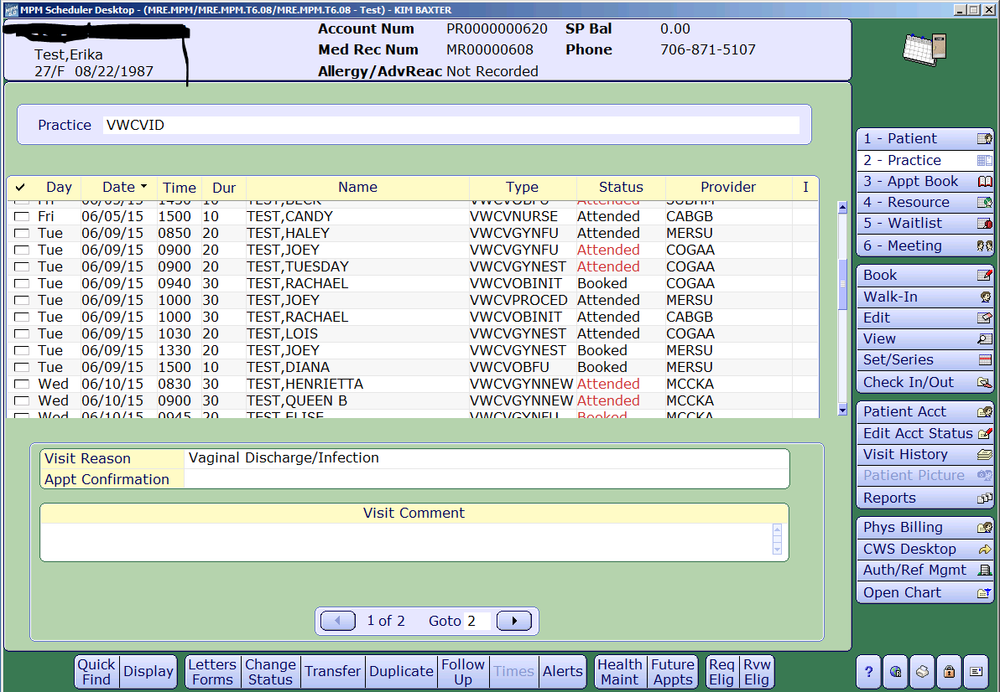 MPM Scheduler Desktop - (MRE.MPM/MRE.MPM.T6.08/MRE.MPM.T6.08 - Test) - KIM BAXTER
Account Num PR0000000620 SP Bal 0.00
Test,Erika Med Rec Num MR00000608 Phone 706-871-5107
27/F 08/22/1987 Allergy/AdvReac Not Recorded
Practice VWCVID
Day Date Time Dur Name Type Status Provider I
Fri 06/05/15 1430 10 TEST,BECK VWCVOBFU Attended SUBHM
Fri 06/05/15 1500 10 TEST,CANDY VWCVNURSE Attended CABGB
Tue 06/09/15 0850 20 TEST,HALEY VWCVGYNFU Attended MERSU
Tue 06/09/15 0900 20 TEST,JOEY VWCVGYNFU Attended COGAA
Tue 06/09/15 0900 20 TEST,TUESDAY VWCVGYNEST Attended COGAA
Tue 06/09/15 0940 30 TEST,RACHAEL VWCVOBINIT Booked COGAA
Tue 06/09/15 1000 30 TEST,JOEY VWCVPROCED Attended MERSU
Tue 06/09/15 1000 30 TEST,RACHAEL VWCVOBINIT Attended CABGB
Tue 06/09/15 1030 20 TEST,LOIS VWCVGYNEST Attended COGAA
Tue 06/09/15 1330 20 TEST,JOEY VWCVGYNEST Booked MERSU
Tue 06/09/15 1500 10 TEST,DIANA VWCVOBFU Booked MERSU
Wed 06/10/15 0830 30 TEST,HENRIETTA VWCVGYNNEW Attended MCCKA
Wed 06/10/15 0900 30 TEST,QUEEN B VWCVGYNNEW Attended MCCKA
Wed 06/10/15 0945 20 TEST,ELISE VWCVGYNFU Booked MCCKA
Visit Reason Vaginal Discharge/Infection
Appt Confirmation
Visit Comment
1 of 2 Goto 2
1 - Patient
2 - Practice
3 - Appt Book
4 - Resource
5 - Waitlist
6 - Meeting
Book
Walk-In
Edit
View
Set/Series
Check In/Out
Patient Acct
Edit Acct Status
Visit History
Patient Picture
Reports
Phys Billing
CWS Desktop
Auth/Ref Mgmt
Open Chart
Quick Find Display Letters Forms Change Status Transfer Duplicate Follow Up Times Alerts Health Maint Future Appts Req Elig Rvw Elig ?